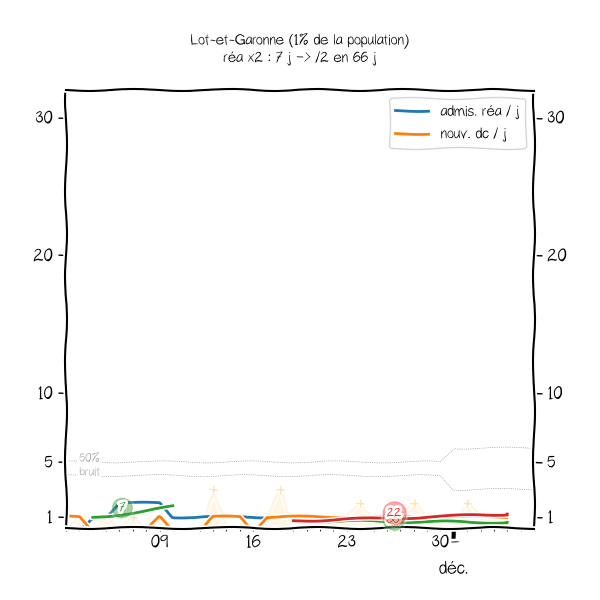 Lot-et-Garonne (1% de la population)
réa x2 : 7 j -> /2 en 66 j
admis. réa / j
nouv. dc / j
30
30
20
20
10
10
50%
5
5
bruit
7
22
1
1
09
16
23
30
déc.